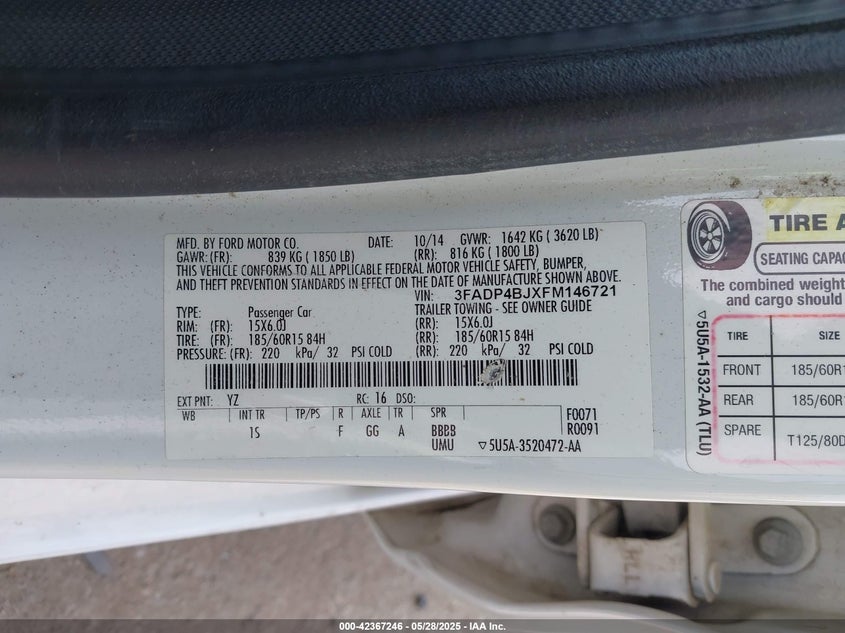 MFD. BY FORD MOTOR CO. DATE: 10/14 GVWR: 1642 KG ( 3620 LB)
GAWR:(FR): 839 KG ( 1850 LB) (RR): 816 KG ( 1800 LB)
THIS VEHICLE CONFORMS TO ALL APPLICABLE FEDERAL MOTOR VEHICLE SAFETY, BUMPER,
AND THEFT PREVENTION STANDARDS IN EFFECT ON THE DATE OF MANUFACTURE SHOWN ABOVE.
VIN: 3FADP4BJXFM146721
TYPE: Passenger Car TRAILER TOWING - SEE OWNER GUIDE
RIM: (FR): 15X6.0J (RR): 15X6.0J
TIRE: (FR): 185/60R15 84H (RR): 185/60R15 84H
PRESSURE: (FR): 220 kPa/ 32 PSI COLD (RR): 220 kPa/ 32 PSI COLD
EXT PNT: YZ RC: 16 DSO:
WB INT TR TP/PS R AXLE TR SPR F0071
1S F GG A BBBB R0091
UMU ▽5U5A-3520472-AA
TIRE A
SEATING CAPAC
The combined weight
and cargo should
▽5U5A-1532-AA (TLU)
TIRE SIZE
FRONT 185/60R1
REAR 185/60R1
SPARE T125/80D
000-42367246 - 05/28/2025 - IAA Inc.